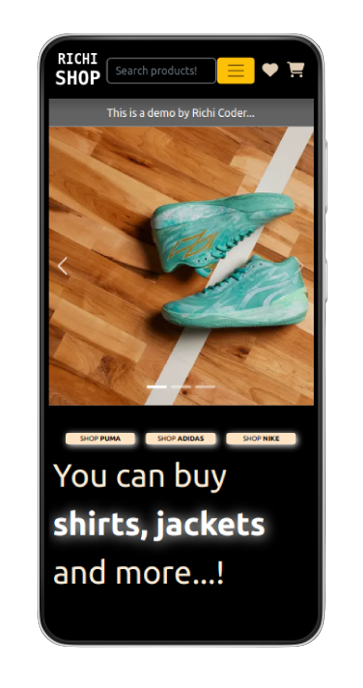 RICHI
SHOP
Search products!
This is a demo by Richi Coder...
SHOP PUMA
SHOP ADIDAS
SHOP NIKE
You can buy
shirts, jackets
and more...!